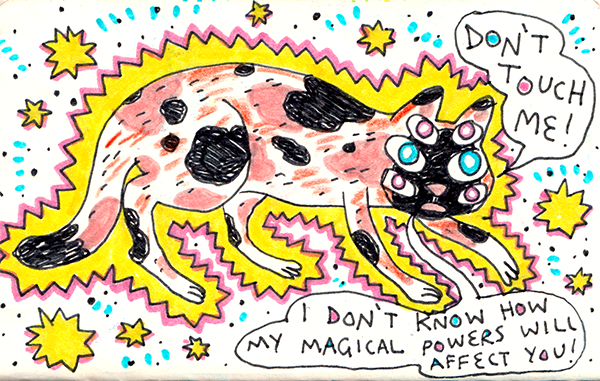 DON'T
TOUCH
ME!
I DON'T KNOW HOW
MY MAGICAL POWERS WILL
AFFECT YOU!